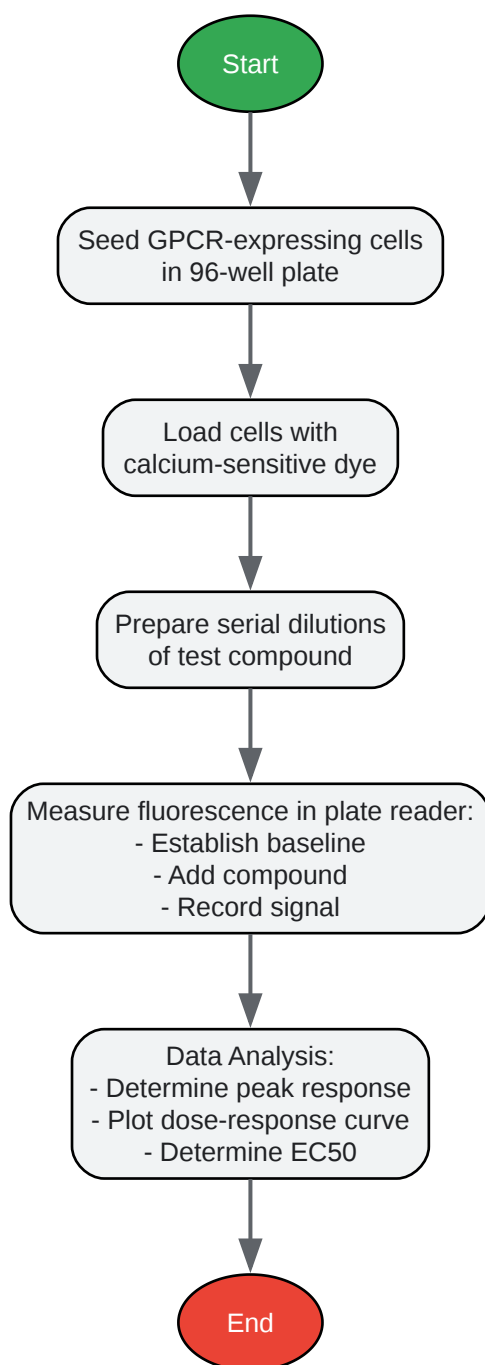 Start
Seed GPCR-expressing cells
in 96-well plate
Load cells with
calcium-sensitive dye
Prepare serial dilutions
of test compound
Measure fluorescence in plate reader:
- Establish baseline
- Add compound
- Record signal
Data Analysis:
- Determine peak response
- Plot dose-response curve
- Determine EC50
End